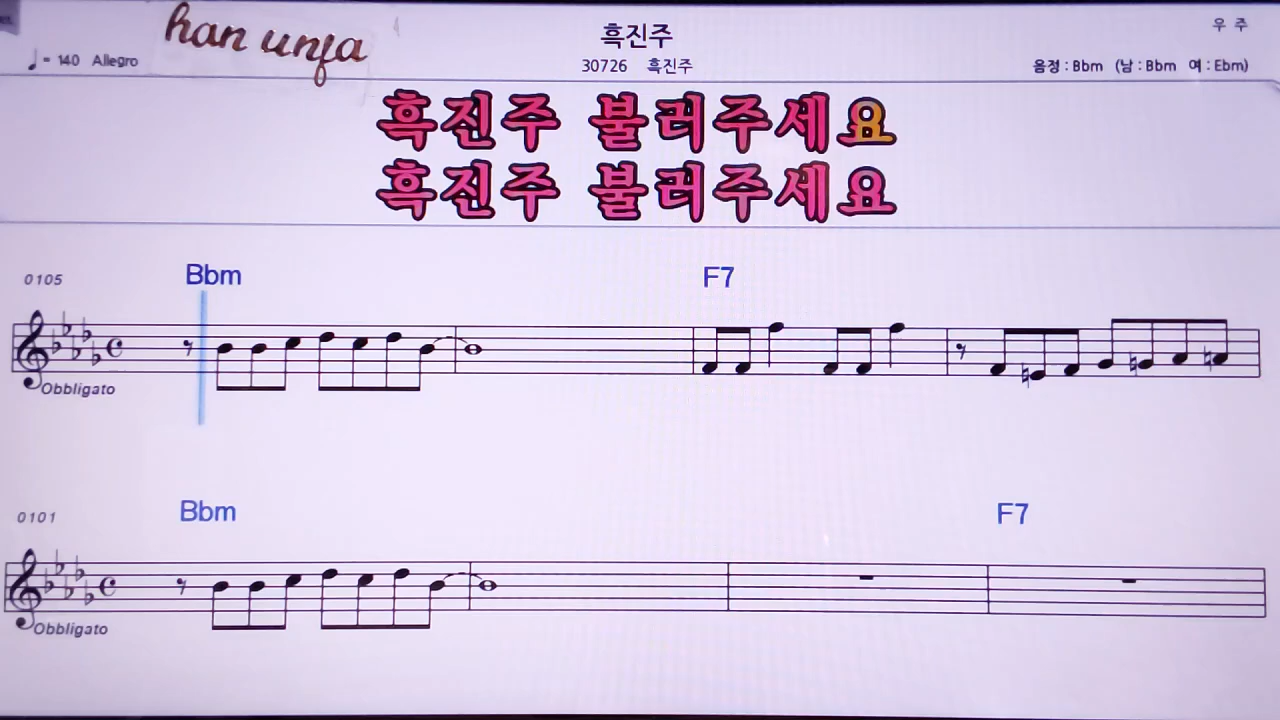 han unja
흑진주
우 주
♩= 140 Allegro
30726 흑진주
음정 : Bbm (남 : Bbm 여 : Ebm)
흑진주 불러주세요
흑진주 불러주세요
0105
Bbm F7
Obbligato
0101
Bbm F7
Obbligato